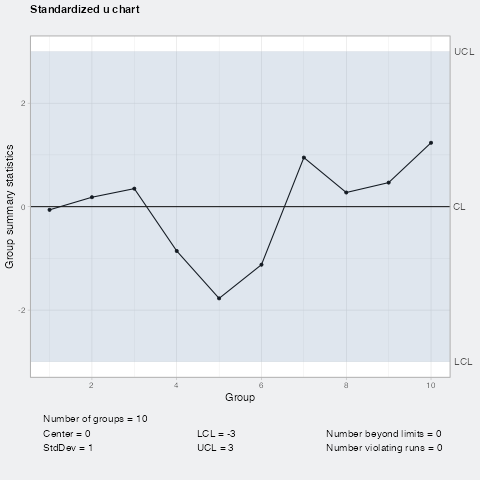 Standardized u chart
UCL
2
Group summary statistics
0
CL
-2
LCL
2 4 6 8 10
Group
Number of groups = 10
Center = 0 LCL = -3 Number beyond limits = 0
StdDev = 1 UCL = 3 Number violating runs = 0